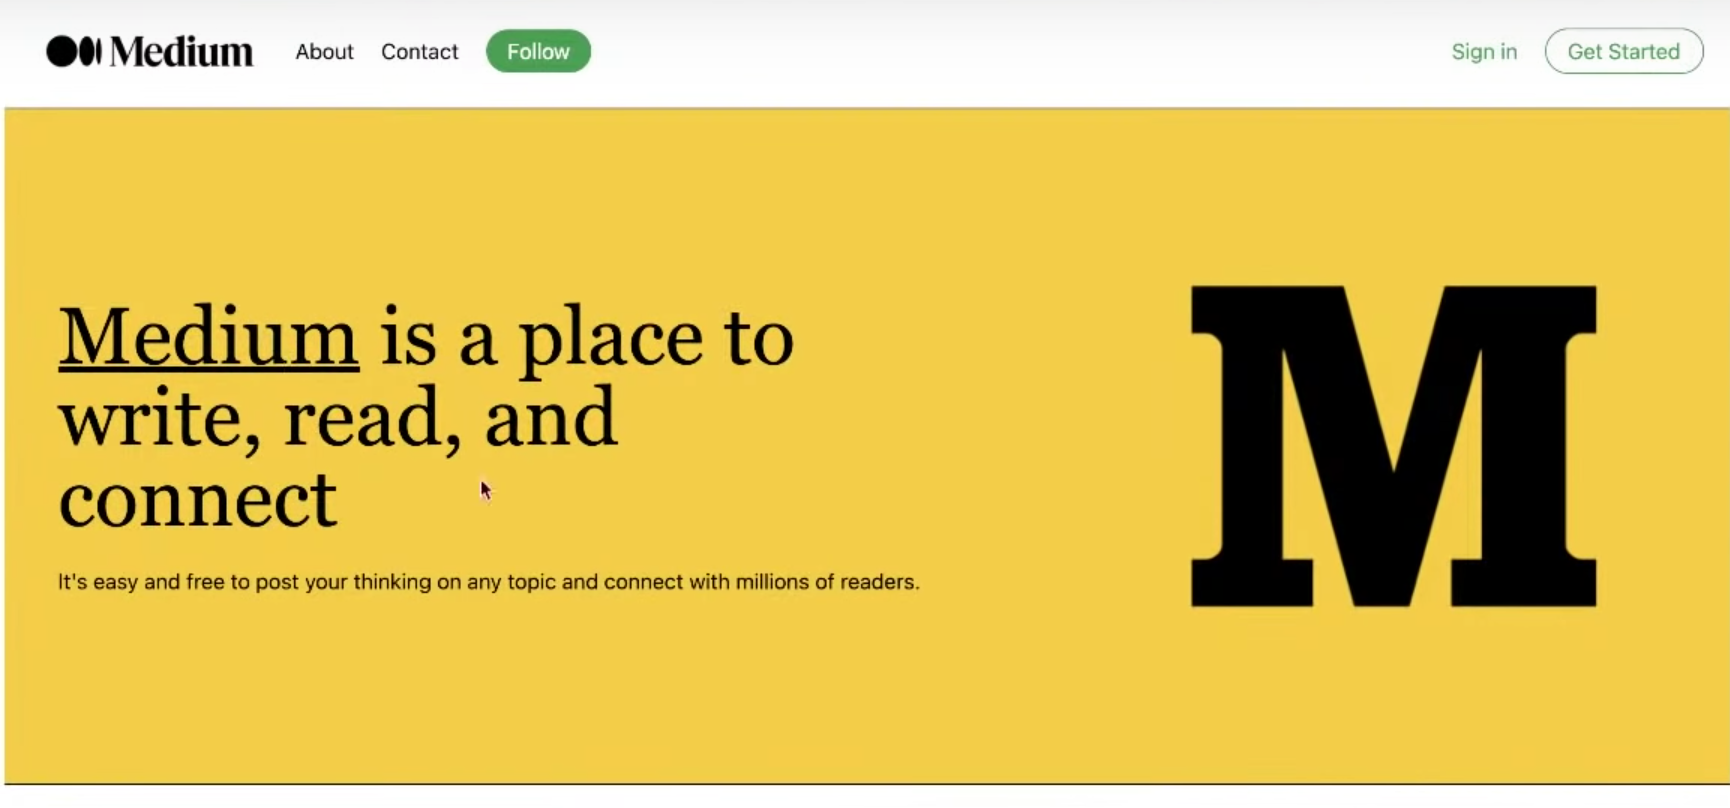 Medium
About
Contact
Follow
Sign in
Get Started
Medium is a place to
write, read, and
connect
It's easy and free to post your thinking on any topic and connect with millions of readers.
M